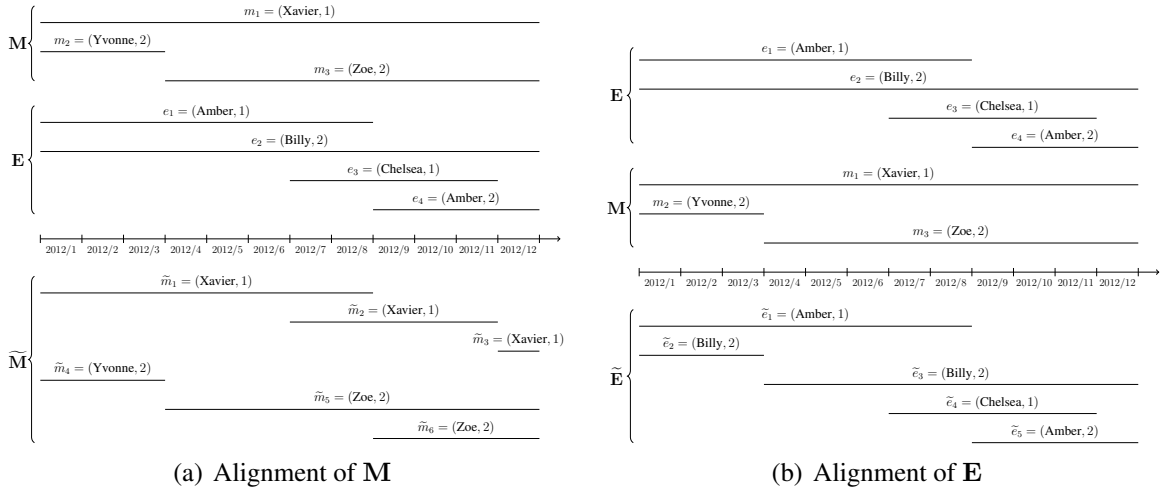 m₁ = (Xavier, 1)
M
m₂ = (Yvonne, 2)
m₃ = (Zoe, 2)
e₁ = (Amber, 1)
e₂ = (Billy, 2)
E
e₃ = (Chelsea, 1)
e₄ = (Amber, 2)
2012/1 2012/2 2012/3 2012/4 2012/5 2012/6 2012/7 2012/8 2012/9 2012/10 2012/11 2012/12
m̃₁ = (Xavier, 1)
m̃₂ = (Xavier, 1)
m̃₃ = (Xavier, 1)
M̃
m̃₄ = (Yvonne, 2)
m̃₅ = (Zoe, 2)
m̃₆ = (Zoe, 2)
(a) Alignment of M
e₁ = (Amber, 1)
e₂ = (Billy, 2)
E
e₃ = (Chelsea, 1)
e₄ = (Amber, 2)
m₁ = (Xavier, 1)
M
m₂ = (Yvonne, 2)
m₃ = (Zoe, 2)
2012/1 2012/2 2012/3 2012/4 2012/5 2012/6 2012/7 2012/8 2012/9 2012/10 2012/11 2012/12
ẽ₁ = (Amber, 1)
ẽ₂ = (Billy, 2)
Ẽ
ẽ₃ = (Billy, 2)
ẽ₄ = (Chelsea, 1)
ẽ₅ = (Amber, 2)
(b) Alignment of E